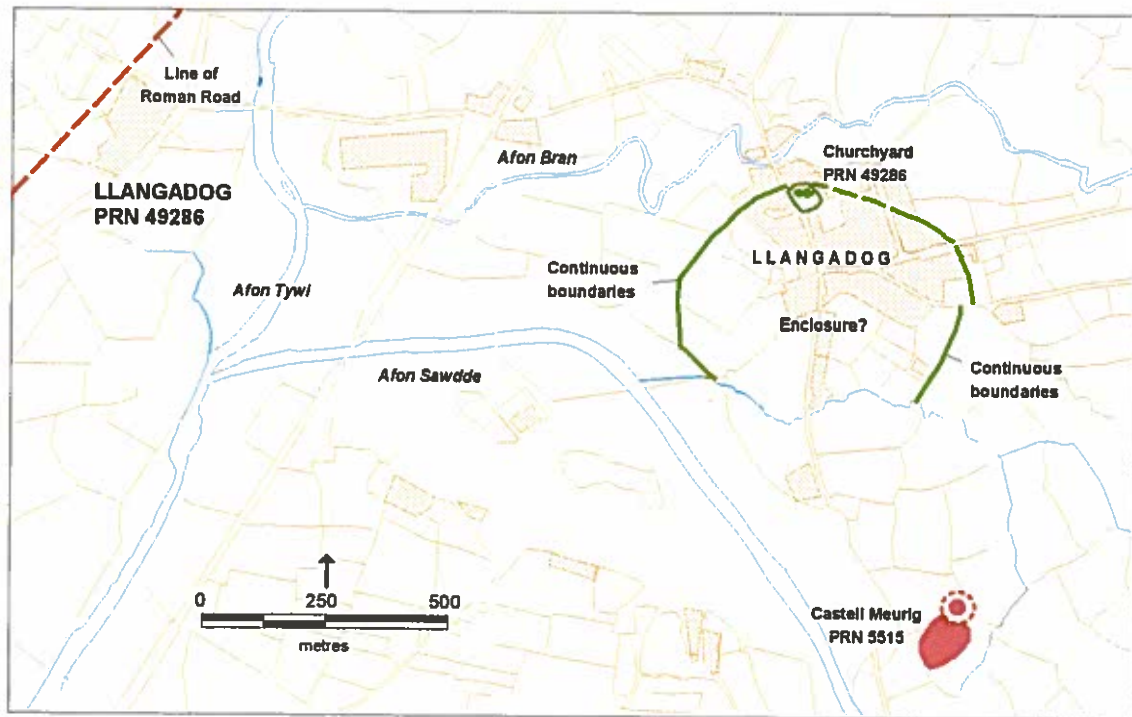 Line of
Roman Road
LLANGADOG
PRN 49286
Afon Bran
Churchyard
PRN 49286
LLANGADOG
Continuous
boundaries
Afon Tywi
Enclosure?
Afon Sawdde
Continuous
boundaries
0 250 500
metres
Castell Meurig
PRN 5515